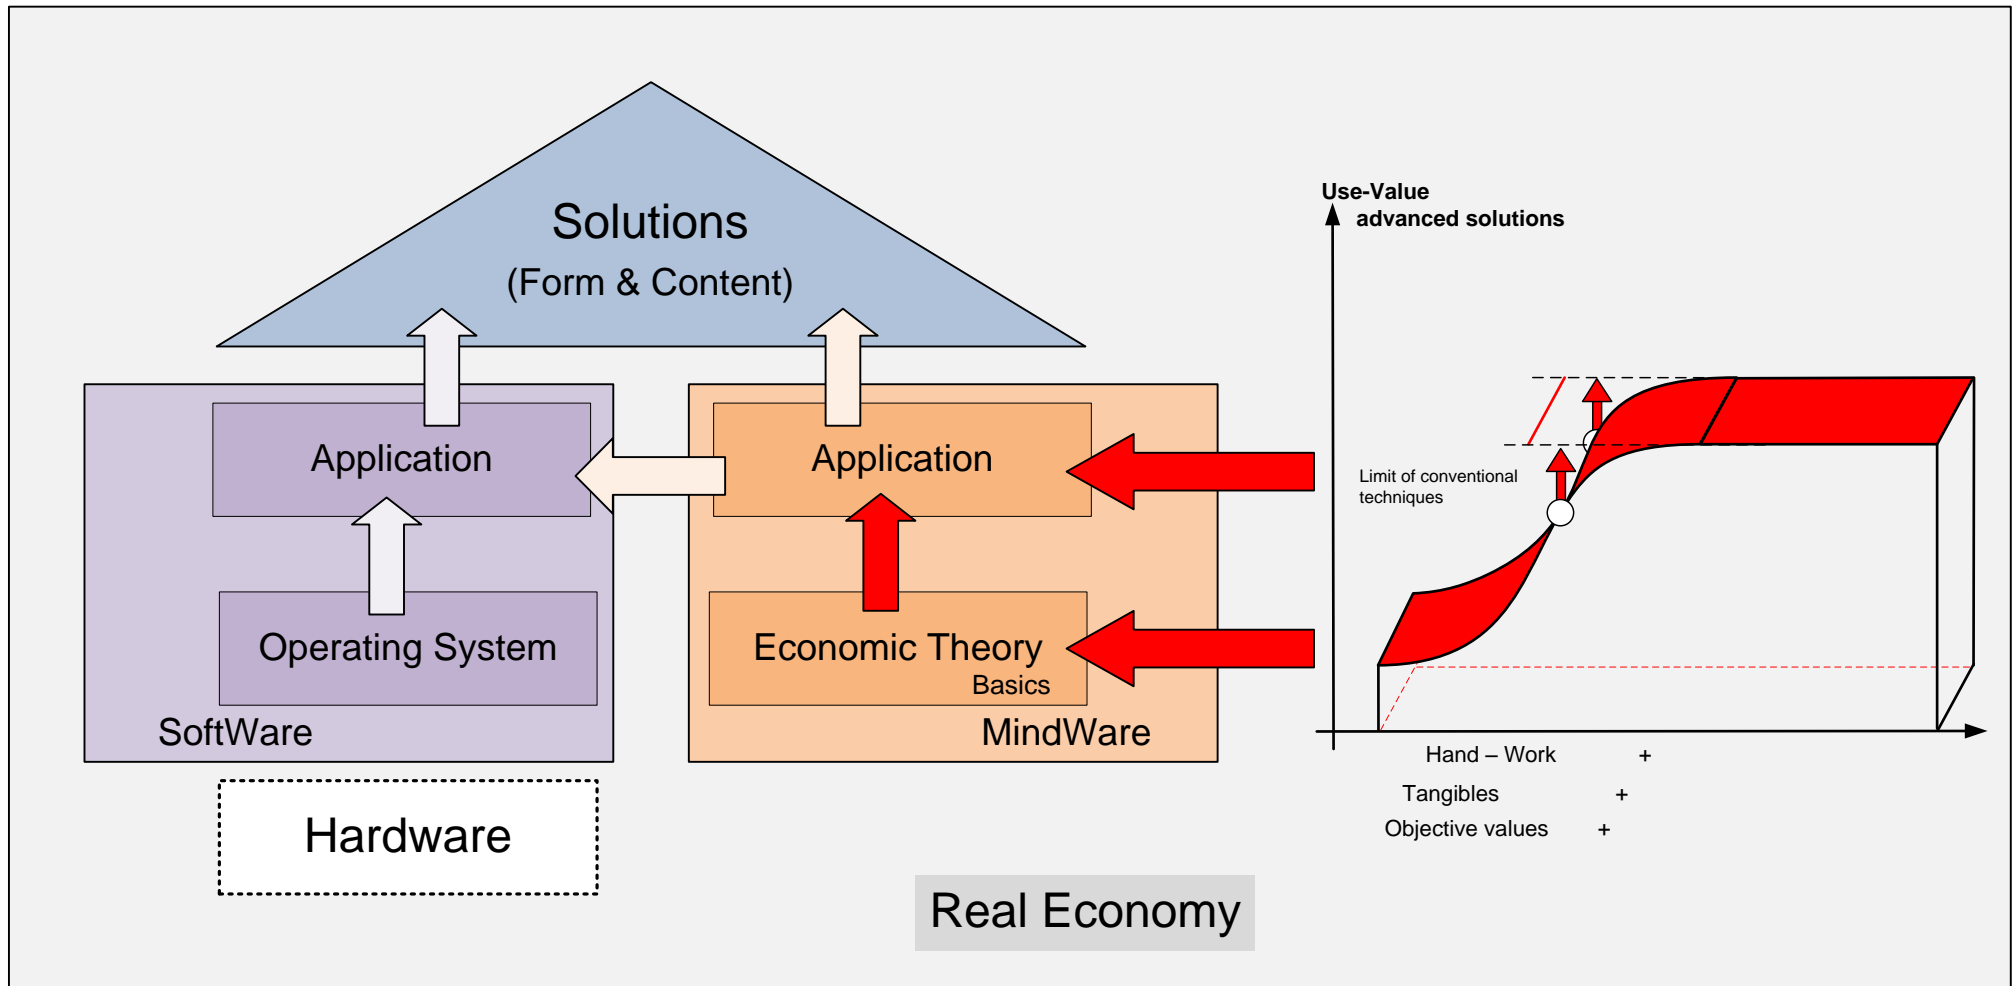 Solutions
(Form & Content)
Application
Operating System
SoftWare
Hardware
Application
Economic Theory
Basics
MindWare
Use-Value
advanced solutions
Limit of conventional
techniques
Hand – Work +
Tangibles +
Objective values +
Real Economy